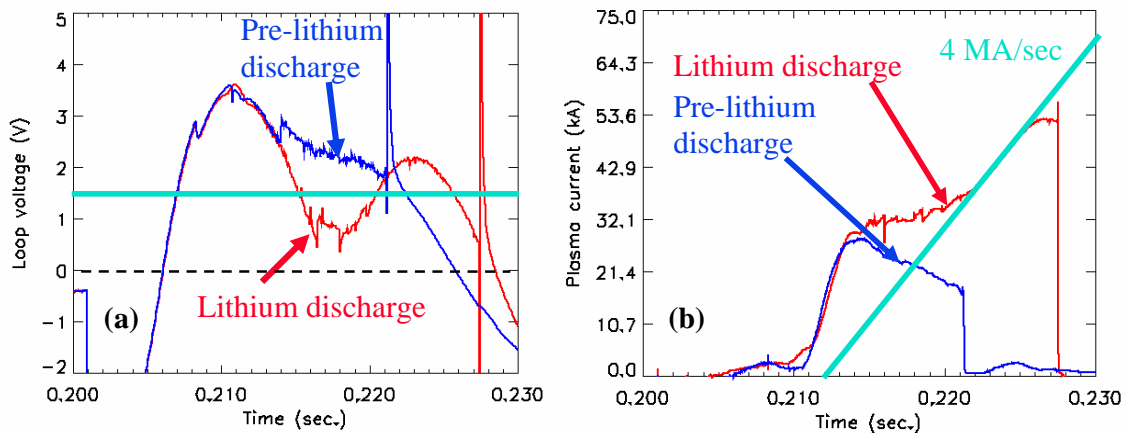 5
4
3
2
1
0
-1
-2
Loop voltage (V)
Pre-lithium
discharge
Lithium discharge
(a)
0.200
0.210
0.220
0.230
Time (sec.)
75.0
64.3
53.6
42.9
32.1
21.4
10.7
0.0
Plasma current (kA)
4 MA/sec
Lithium discharge
Pre-lithium
discharge
(b)
0.200
0.210
0.220
0.230
Time (sec.)